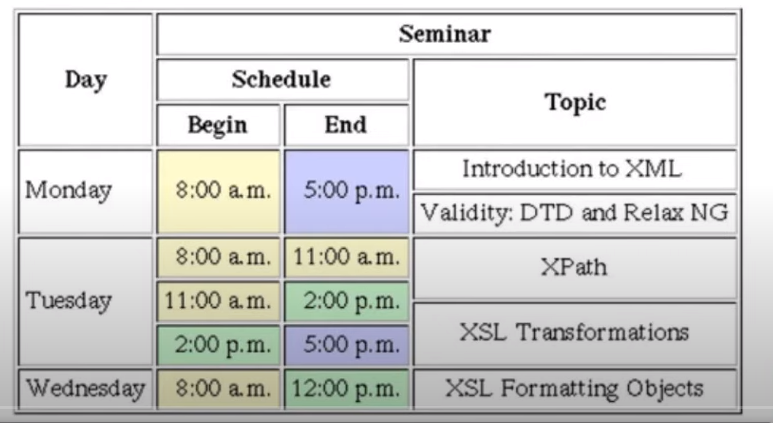 Seminar
Day
Schedule
Topic
Begin End
Monday 8:00 a.m. 5:00 p.m. Introduction to XML
Validity: DTD and Relax NG
Tuesday 8:00 a.m. 11:00 a.m. XPath
11:00 a.m. 2:00 p.m.
XSL Transformations
2:00 p.m. 5:00 p.m.
Wednesday 8:00 a.m. 12:00 p.m. XSL Formatting Objects